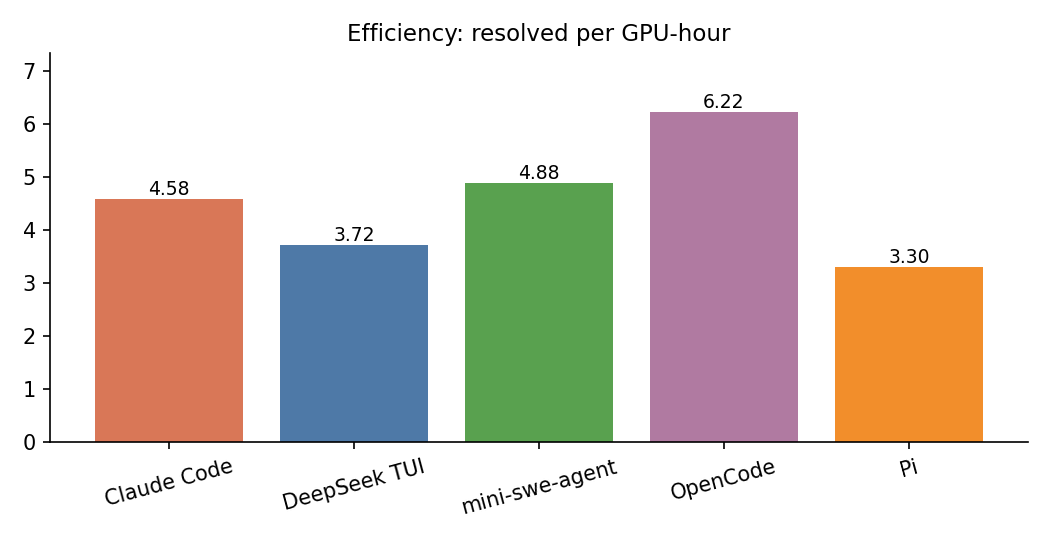 Efficiency: resolved per GPU-hour
7
6
5
4
3
2
1
0
4.58
3.72
4.88
6.22
3.30
Claude Code
DeepSeek TUI
mini-swe-agent
OpenCode
Pi